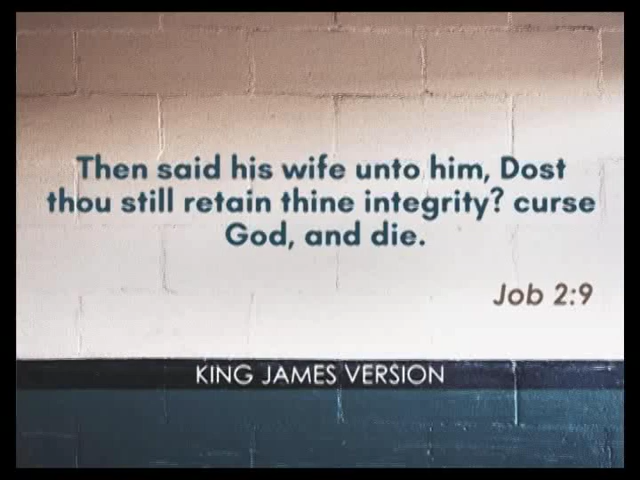 Then said his wife unto him, Dost
thou still retain thine integrity? curse
God, and die.
Job 2:9
KING JAMES VERSION